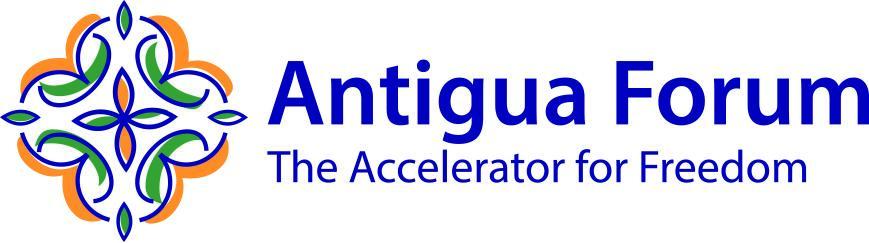 Antigua Forum
The Accelerator for Freedom